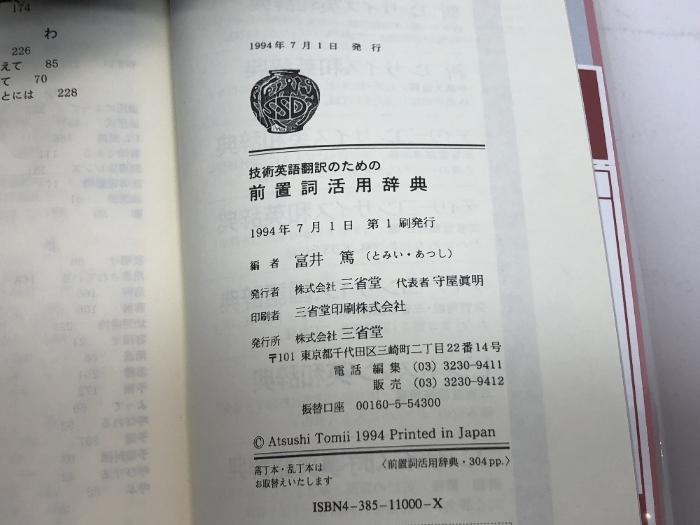 174
わ
226
えて 85
て 70
とには 228
1994年7月1日 発行
SSD
技術英語翻訳のための
前置詞活用辞典
1994年7月1日 第1刷発行
編者 富井 篤 (とみい・あつし)
発行者 株式会社 三省堂 代表者 守屋眞明
印刷者 三省堂印刷株式会社
発行所 株式会社 三省堂
〒101 東京都千代田区三崎町二丁目22番14号
電話 編集 (03) 3230-9411
販売 (03) 3230-9412
振替口座 00160-5-54300
© Atsushi Tomii 1994 Printed in Japan
落丁本・乱丁本は
お取替えいたします
〈前置詞活用辞典・304pp.〉
ISBN4-385-11000-X